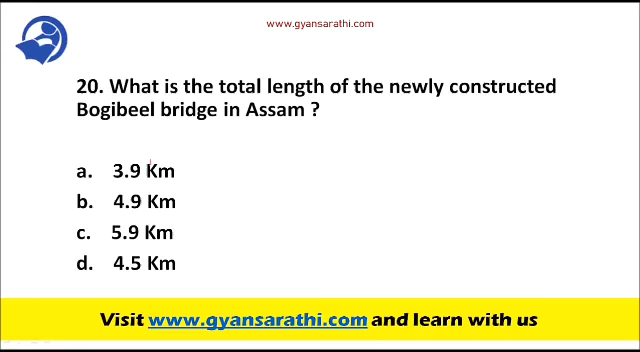 www.gyansarathi.com
20. What is the total length of the newly constructed
Bogibeel bridge in Assam ?
a. 3.9 Km
b. 4.9 Km
c. 5.9 Km
d. 4.5 Km
Visit www.gyansarathi.com and learn with us